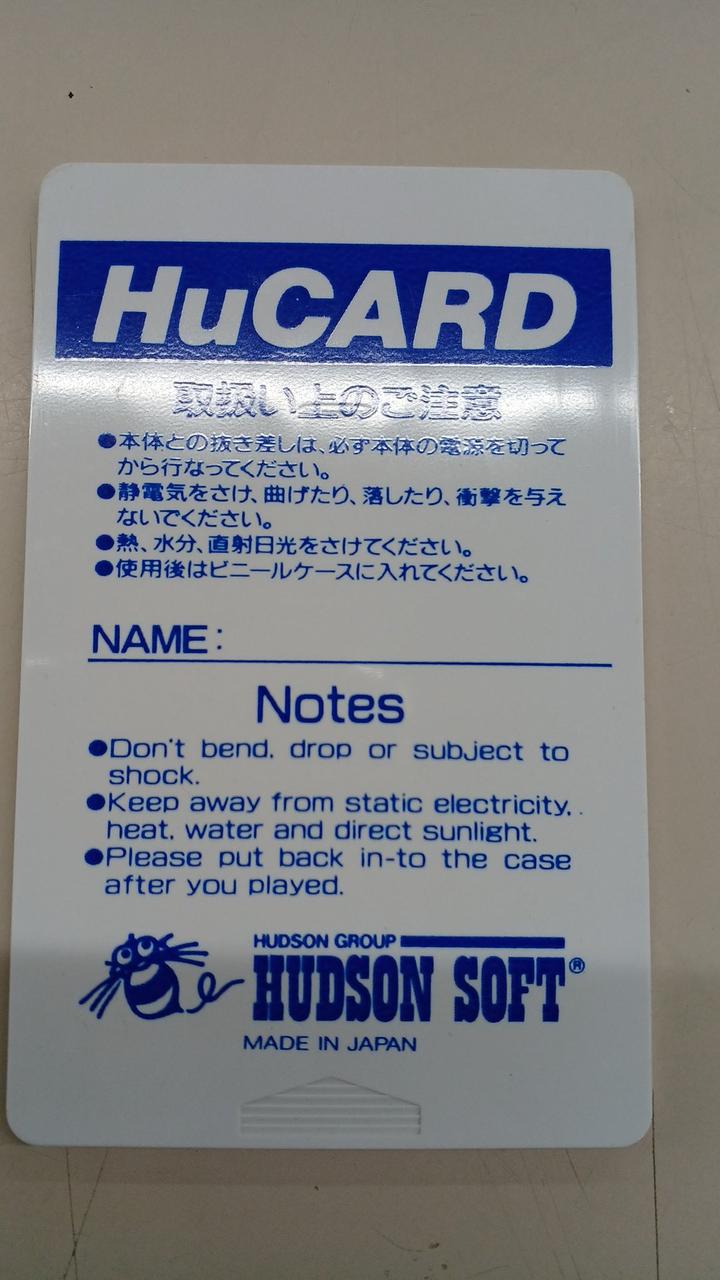 HuCARD
取扱い上のご注意
●本体との抜き差しは、必ず本体の電源を切って
から行なってください。
●静電気をさけ、曲げたり、落したり、衝撃を与え
ないでください。
●熱、水分、直射日光をさけてください。
●使用後はビニールケースに入れてください。
NAME:
Notes
●Don't bend, drop or subject to
shock.
●Keep away from static electricity,
heat, water and direct sunlight.
●Please put back in-to the case
after you played.
HUDSON GROUP
HUDSON SOFT®
MADE IN JAPAN